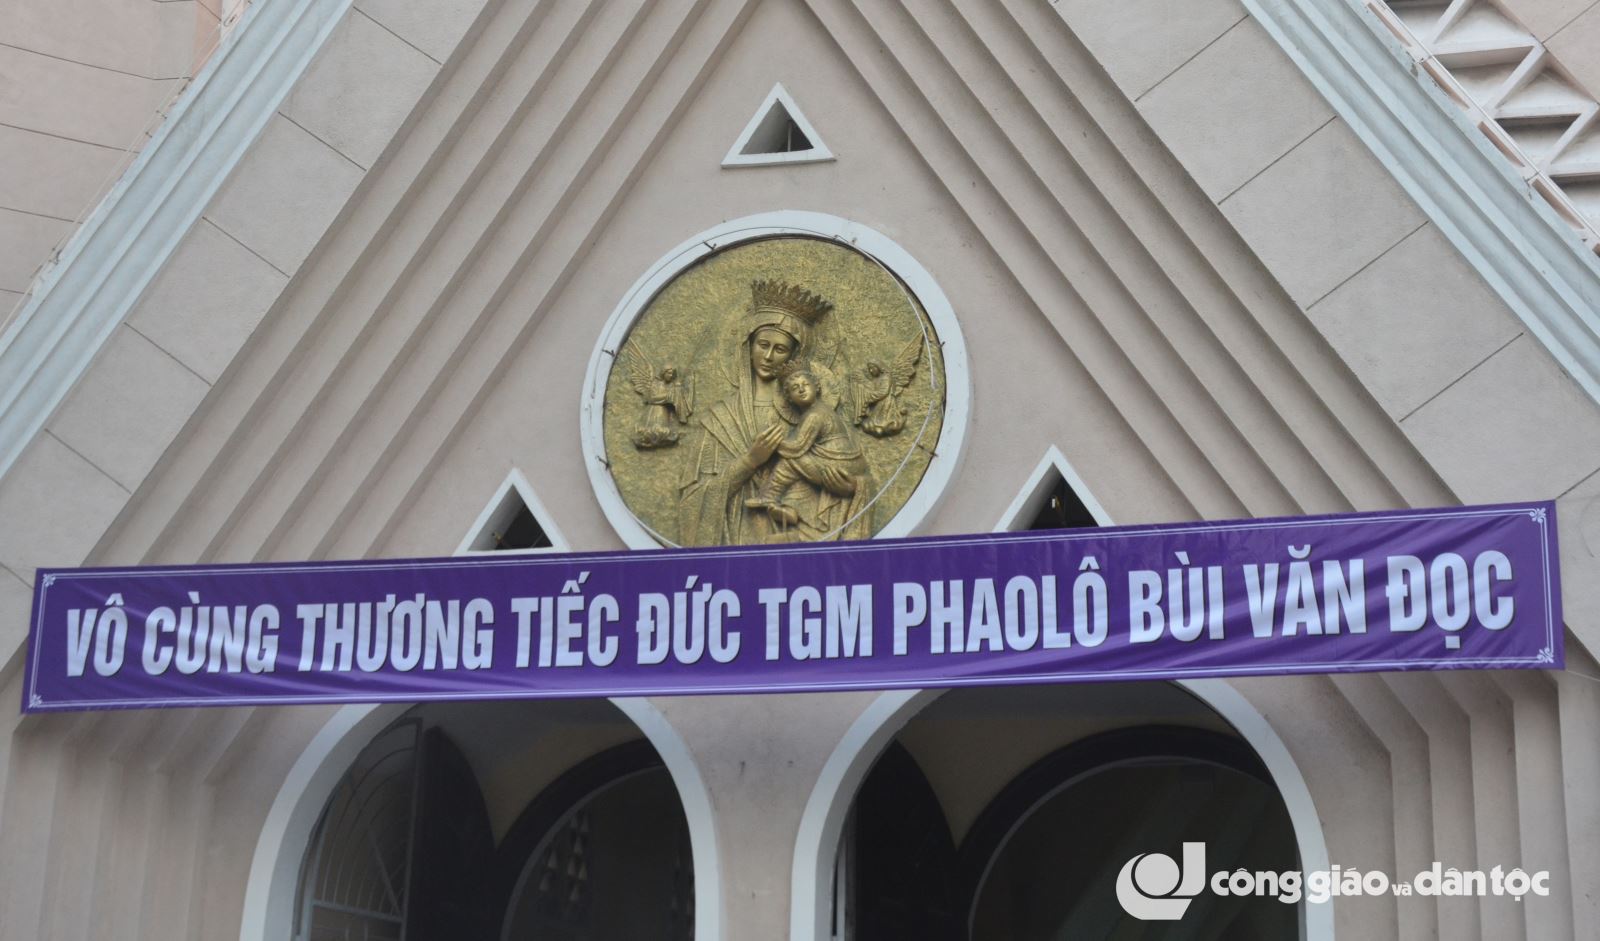 VÔ CÙNG THƯƠNG TIẾC ĐỨC TGM PHAOLÔ BÙI VĂN ĐỌC
công giáo và dân tộc